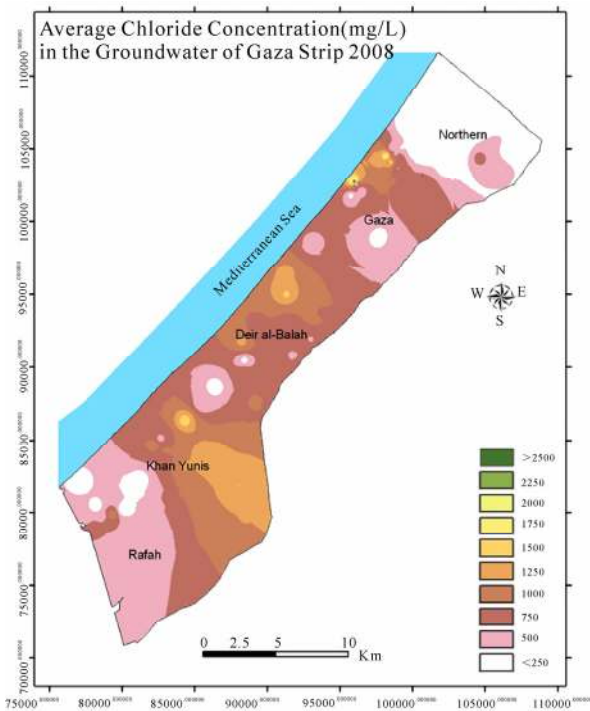 Average Chloride Concentration(mg/L)
in the Groundwater of Gaza Strip 2008
110000
105000
100000
95000
90000
85000
80000
75000
70000
Northern
Gaza
Mediterranean Sea
Deir al-Balah
Khan Yunis
Rafah
N
W E
S
>2500
2250
2000
1750
1500
1250
1000
750
500
<250
0 2.5 5 10
Km
75000 80000 85000 90000 95000 100000 105000 110000